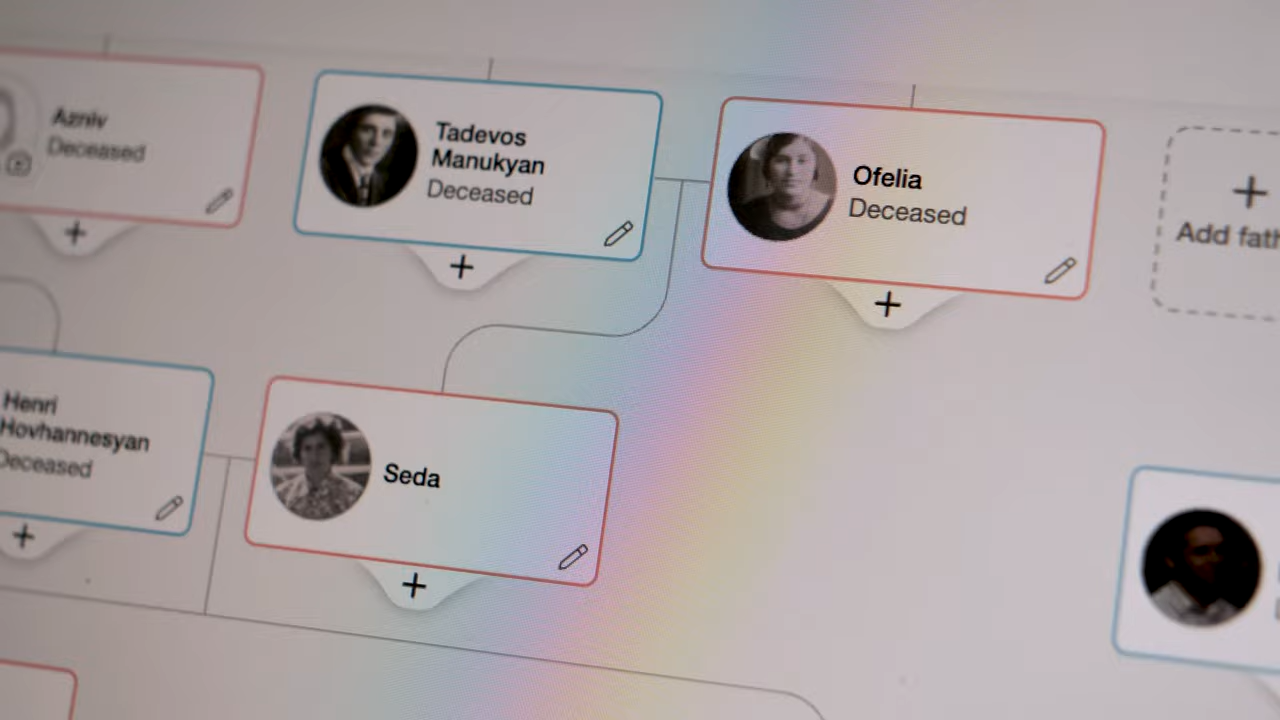 Azniv
Deceased
Tadevos
Manukyan
Deceased
Ofelia
Deceased
Add fath
Henri
Hovhannesyan
Deceased
Seda